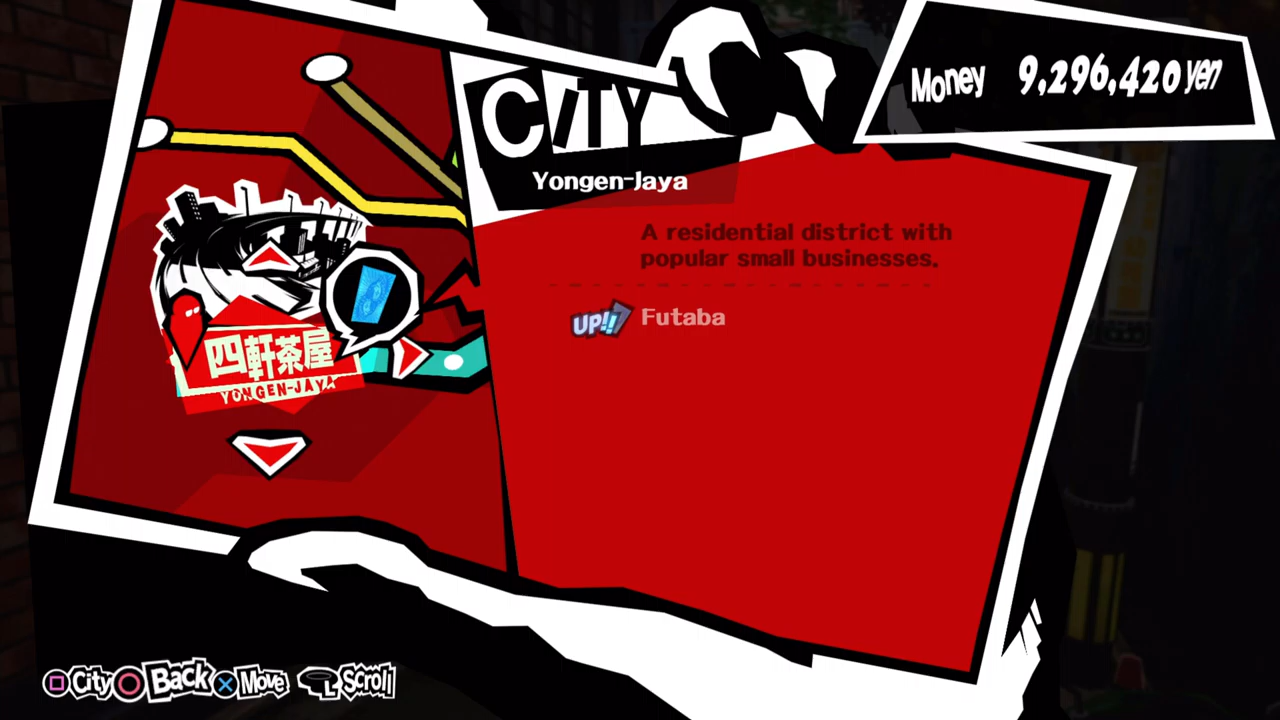 CITY
Money 9,296,420 yen
Yongen-Jaya
A residential district with
popular small businesses.
UP!! Futaba
四軒茶屋
YONGEN-JAYA
City Back Move L Scroll